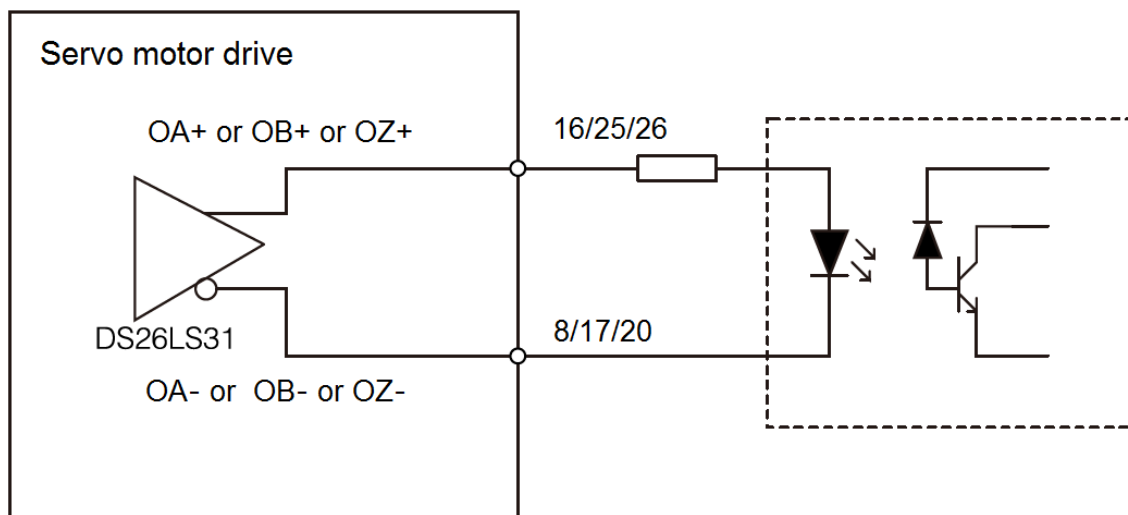 Servo motor drive
OA+ or OB+ or OZ+
16/25/26
DS26LS31
8/17/20
OA- or OB- or OZ-